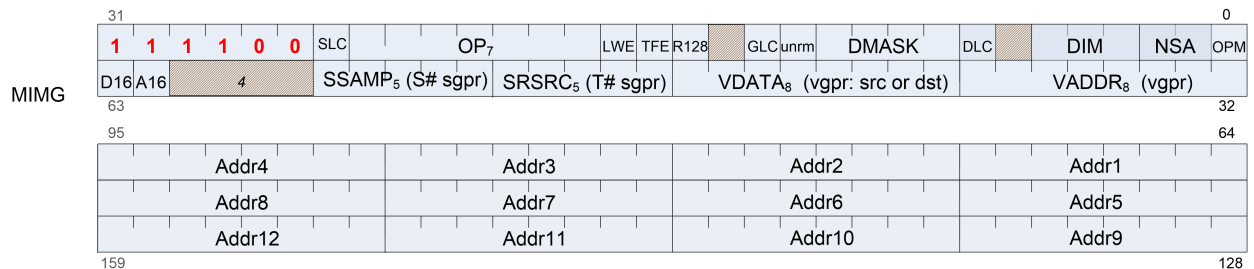 31 0
1 1 1 1 0 0 SLC OP7 LWE TFE R128 GLC unrm DMASK DLC DIM NSA OPM
MIMG
D16 A16 4 SSAMP5 (S# sgpr) SRSRC5 (T# sgpr) VDATA8 (vgpr: src or dst) VADDR8 (vgpr)
63 32
95 64
Addr4 Addr3 Addr2 Addr1
Addr8 Addr7 Addr6 Addr5
Addr12 Addr11 Addr10 Addr9
159 128